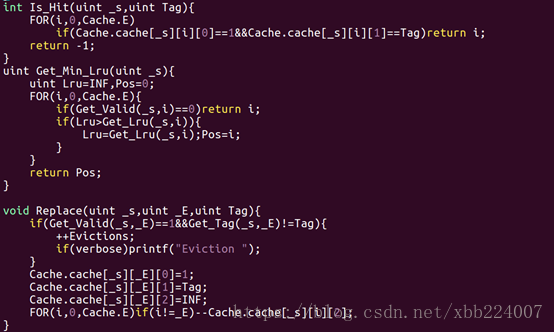 int Is_Hit(uint _s,uint Tag){
    FOR(i,0,Cache.E)
        if(Cache.cache[_s][i][0]==1&&Cache.cache[_s][i][1]==Tag)return i;
    return -1;
}
uint Get_Min_Lru(uint _s){
    uint Lru=INF,Pos=0;
    FOR(i,0,Cache.E){
        if(Get_Valid(_s,i)==0)return i;
        if(Lru>Get_Lru(_s,i)){
            Lru=Get_Lru(_s,i);Pos=i;
        }
    }
    return Pos;
}

void Replace(uint _s,uint _E,uint Tag){
    if(Get_Valid(_s,_E)==1&&Get_Tag(_s,_E)!=Tag){
        ++Evictions;
        if(verbose)printf("Eviction ");
    }
    Cache.cache[_s][_E][0]=1;
    Cache.cache[_s][_E][1]=Tag;
    Cache.cache[_s][_E][2]=INF;
    FOR(i,0,Cache.E)if(i!=_E)--Cache.cache[_s][i][2];
https://blog.csdn.net/xbb224007